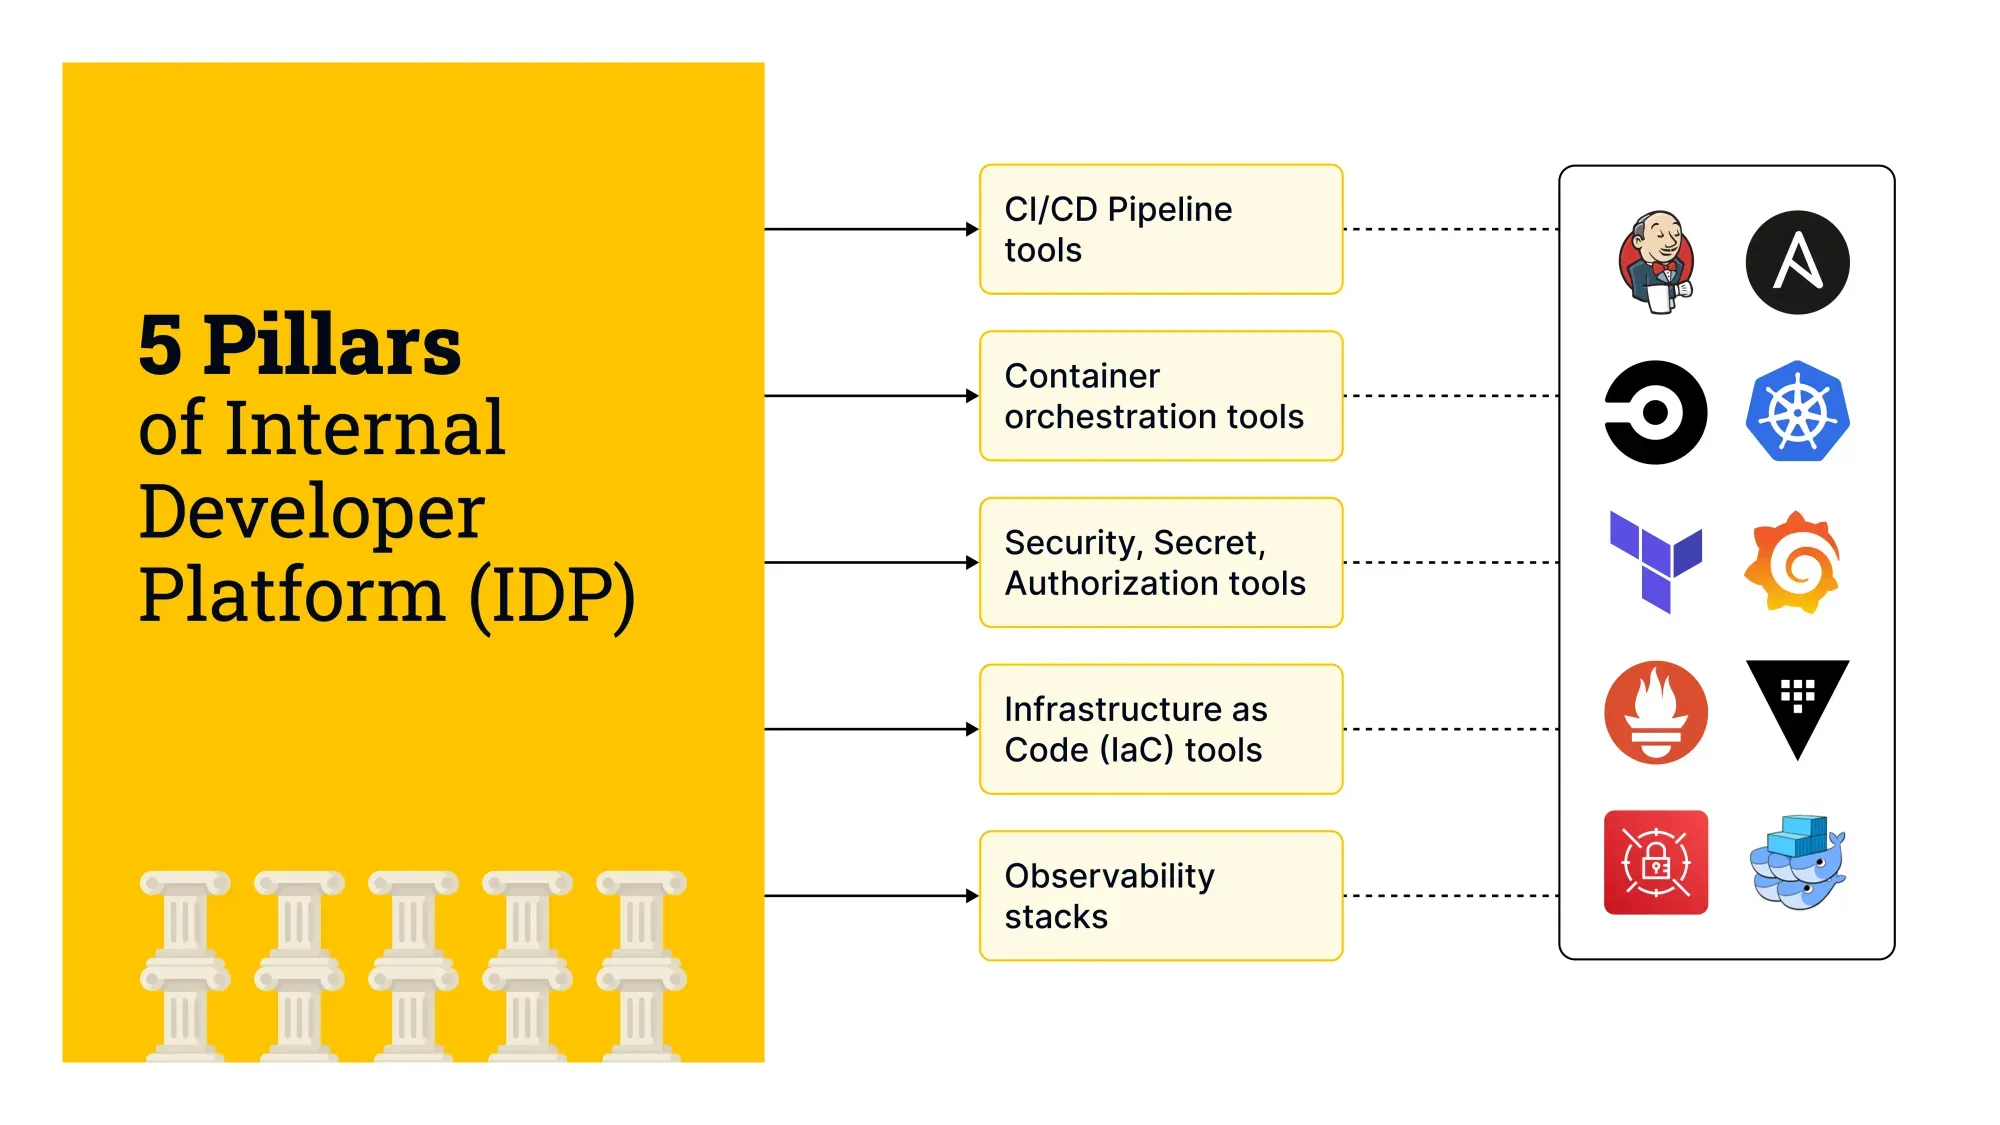 5 Pillars
of Internal
Developer
Platform (IDP)
CI/CD Pipeline
tools
Container
orchestration tools
Security, Secret,
Authorization tools
Infrastructure as
Code (IaC) tools
Observability
stacks